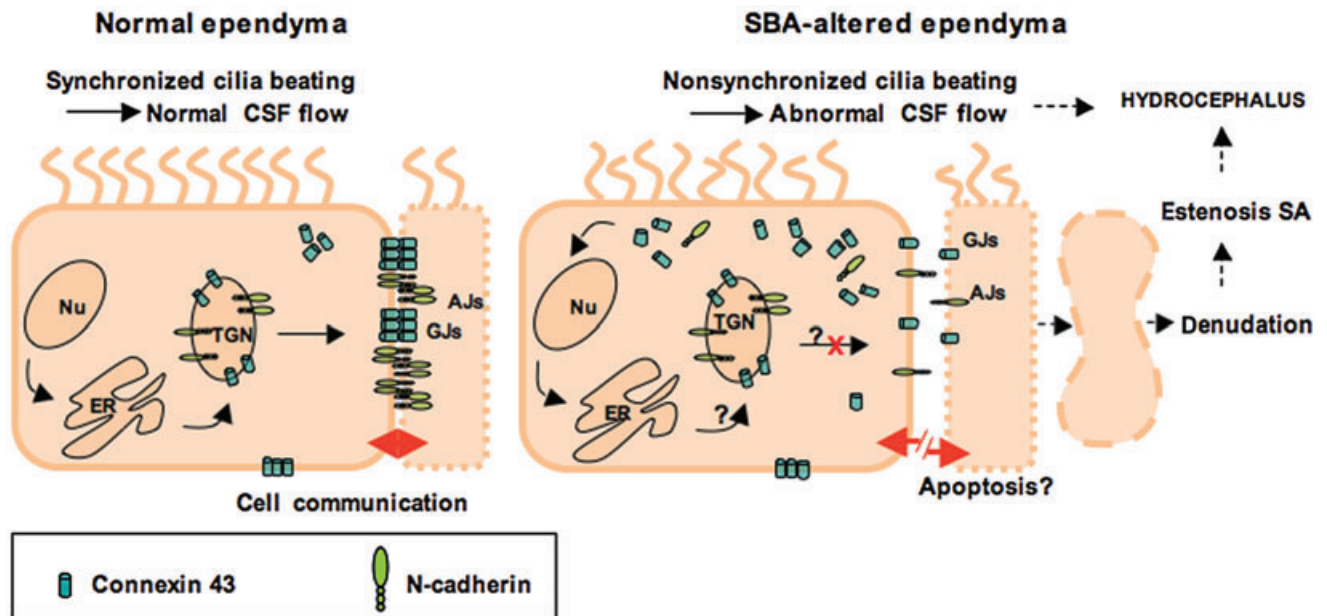 Normal ependyma
Synchronized cilia beating
Normal CSF flow
Nu
TGN
ER
AJs
GJs
Cell communication
SBA-altered ependyma
Nonsynchronized cilia beating
Abnormal CSF flow
HYDROCEPHALUS
Nu
TGN
?
X
ER
?
GJs
AJs
Estenosis SA
Denudation
Apoptosis?
Connexin 43
N-cadherin